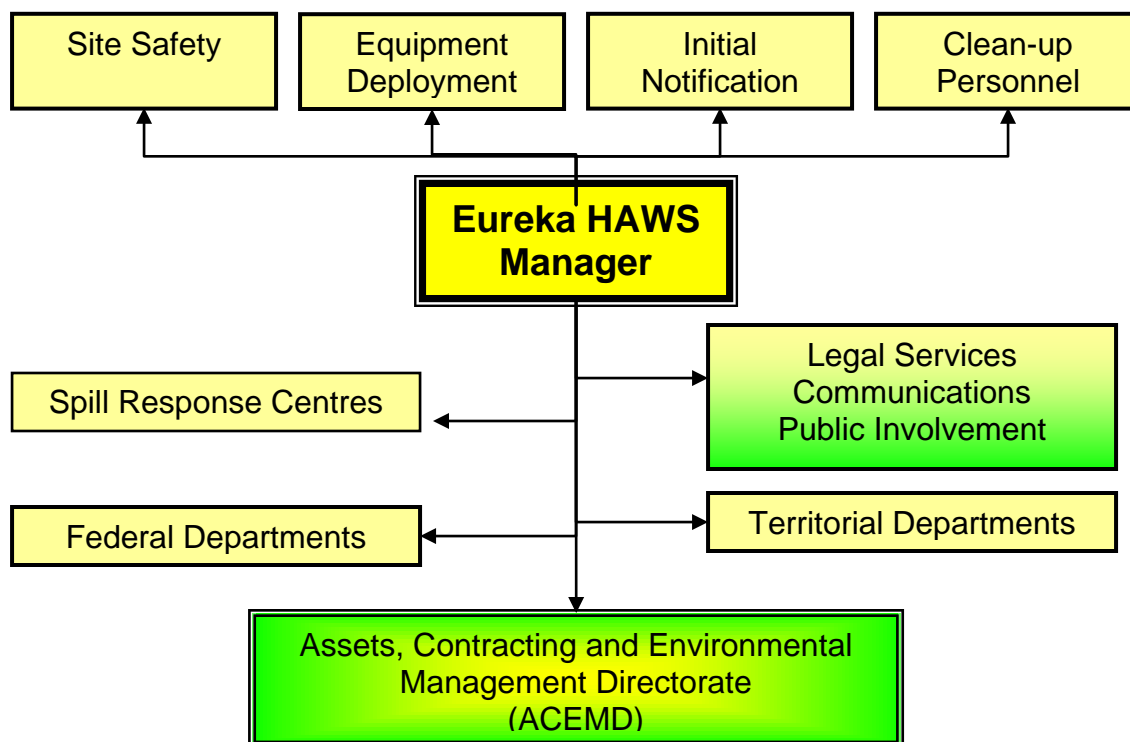 Site Safety
Equipment
Deployment
Initial
Notification
Clean-up
Personnel
Eureka HAWS
Manager
Legal Services
Communications
Public Involvement
Spill Response Centres
Federal Departments
Territorial Departments
Assets, Contracting and Environmental
Management Directorate
(ACEMD)